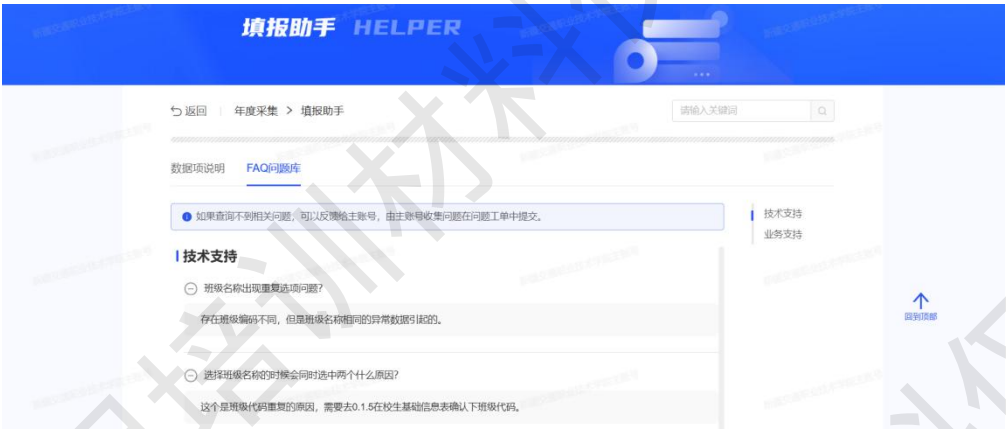 填报助手 HELPER
返回 年度采集 > 填报助手
请输入关键词
数据项说明 FAQ问题库
如果查询不到相关问题,可以反馈给主账号,由主账号收集问题在问题工单中提交。
技术支持
业务支持
技术支持
班级名称出现重复选项问题?
存在班级编码不同,但是班级名称相同的异常数据引起的。
回到顶部
选择班级名称的时候会同时选中两个什么原因?
这个是班级代码重复的原因,需要去0.1.5在校生基础信息表确认下班级代码。
培训材料